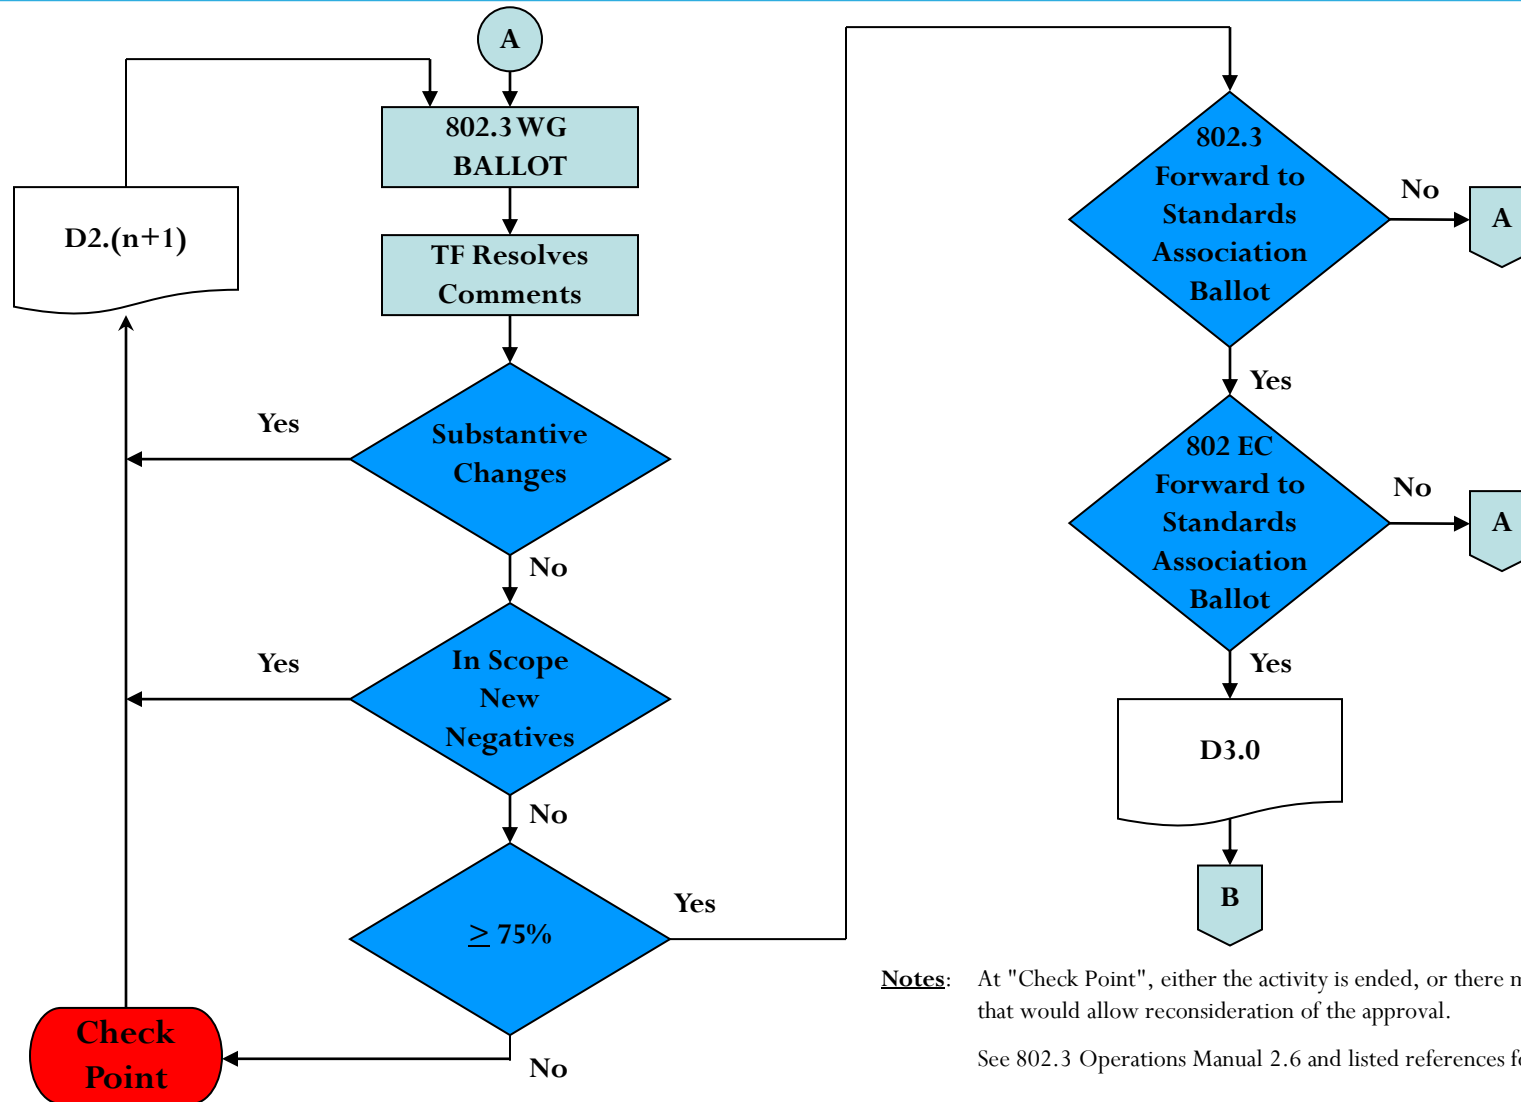 A
802.3 WG
BALLOT
D2.(n+1)
TF Resolves
Comments
Yes
Substantive
Changes
No
Yes
In Scope
New
Negatives
No
Yes
≥ 75%
Check
Point
No
802.3
Forward to
Standards
Association
Ballot
No
A
Yes
802 EC
Forward to
Standards
Association
Ballot
No
A
Yes
D3.0
B
Notes: At "Check Point", either the activity is ended, or there
that would allow reconsideration of the approval.
See 802.3 Operations Manual 2.6 and listed references